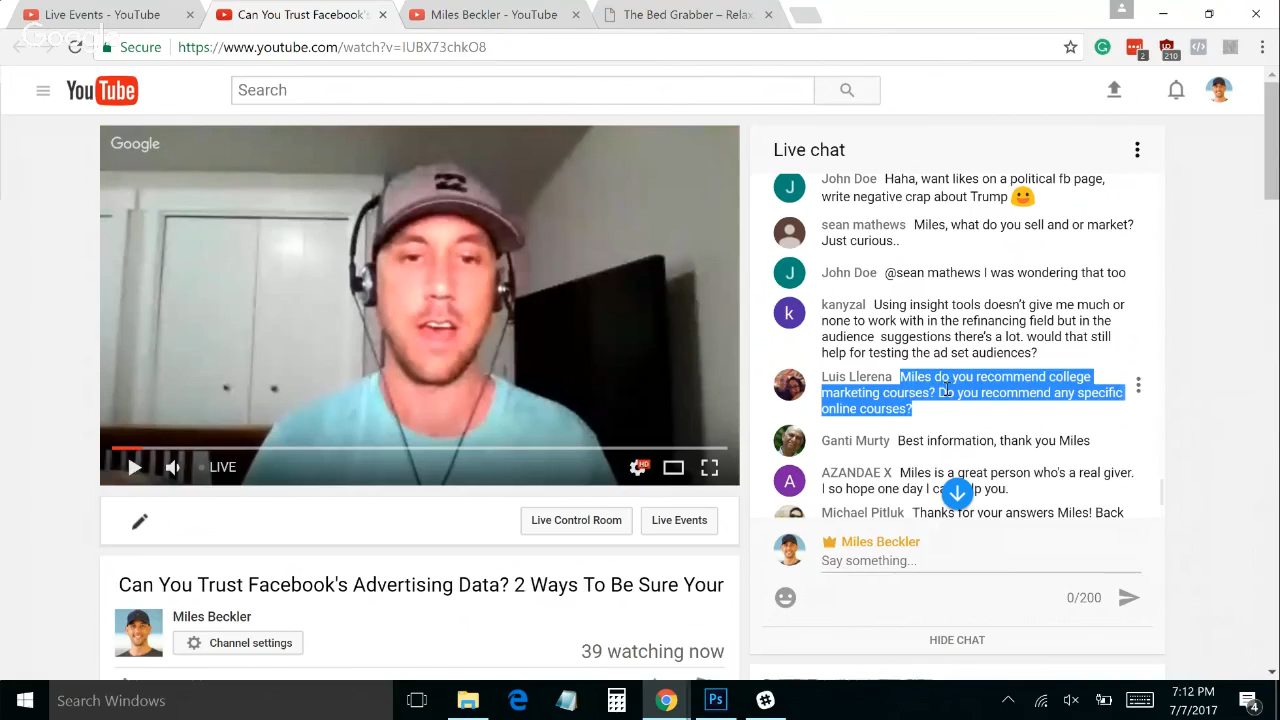 Live Events - YouTube
Can You Trust Facebook's
Miles Beckler - YouTube
The Bed Grabber - Relax
Google
Secure
https://www.youtube.com/watch?v=IUBX73chkO8
2
210
YouTube
Search
Google
LIVE
HD
Live chat
John Doe Haha, want likes on a political fb page,
write negative crap about Trump
sean mathews Miles, what do you sell and or market?
Just curious..
John Doe @sean mathews I was wondering that too
kanyzal Using insight tools doesn't give me much or
none to work with in the refinancing field but in the
audience suggestions there's a lot. would that still
help for testing the ad set audiences?
Luis Llerena Miles do you recommend college
marketing courses? Do you recommend any specific
online courses?
Ganti Murty Best information, thank you Miles
AZANDAE X Miles is a great person who's a real giver.
I so hope one day I can help you.
Michael Pitluk Thanks for your answers Miles! Back
Miles Beckler
Say something...
0/200
HIDE CHAT
Live Control Room
Live Events
Can You Trust Facebook's Advertising Data? 2 Ways To Be Sure Your
Miles Beckler
Channel settings
39 watching now
Search Windows
Ps
7:12 PM
7/7/2017
4